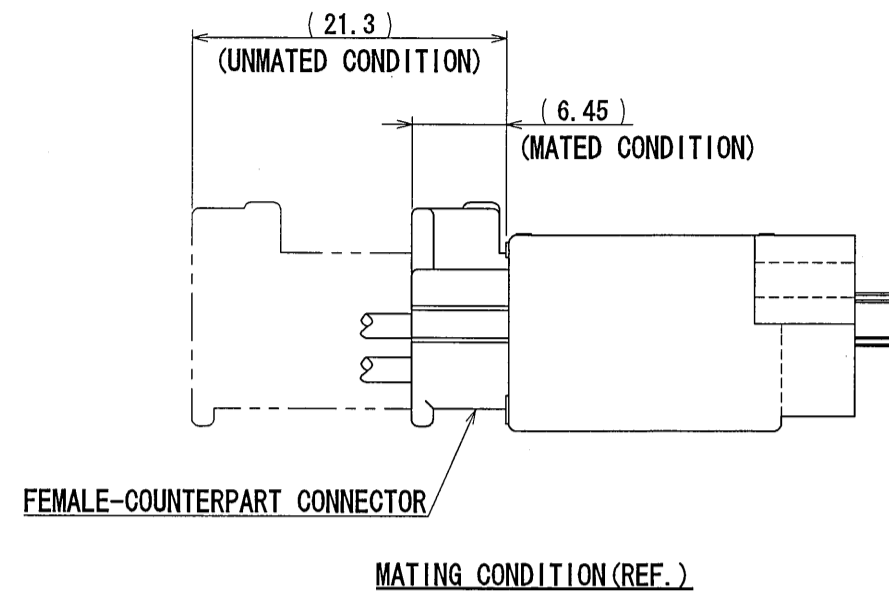 ( 21.3 )
(UNMATED CONDITION)
( 6.45 )
(MATED CONDITION)
FEMALE-COUNTERPART CONNECTOR
MATING CONDITION(REF.)